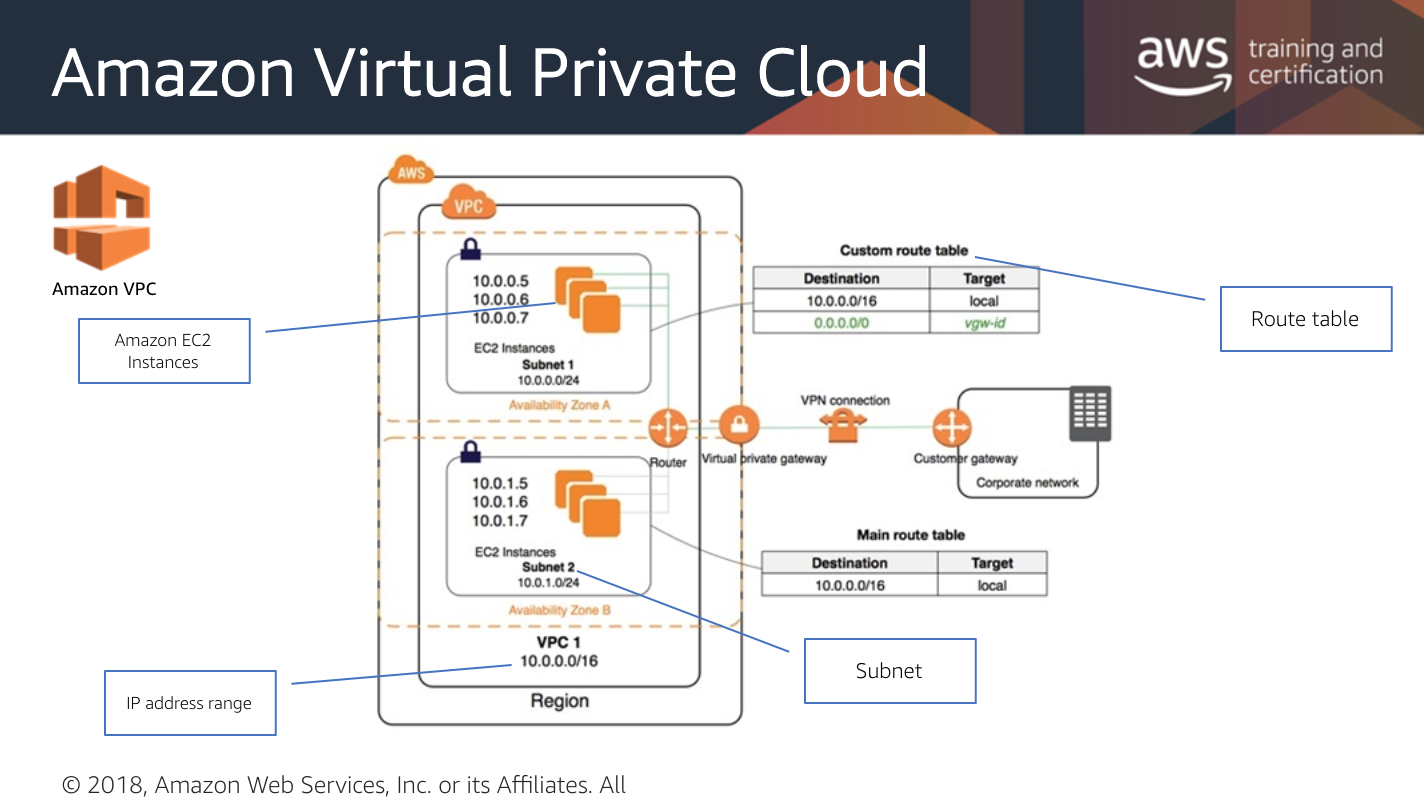 Amazon Virtual Private Cloud
aws training and
certification
Amazon VPC
AWS
VPC
10.0.0.5
10.0.0.6
10.0.0.7
EC2 Instances
Subnet 1
10.0.0.0/24
Availability Zone A
Amazon EC2
Instances
Custom route table
Destination Target
10.0.0.0/16 local
0.0.0.0/0 vgw-id
Route table
VPN connection
Router
Virtual private gateway
Customer gateway
Corporate network
10.0.1.5
10.0.1.6
10.0.1.7
EC2 Instances
Subnet 2
10.0.1.0/24
Availability Zone B
Main route table
Destination Target
10.0.0.0/16 local
VPC 1
10.0.0.0/16
Region
Subnet
IP address range
© 2018, Amazon Web Services, Inc. or its Affiliates. All